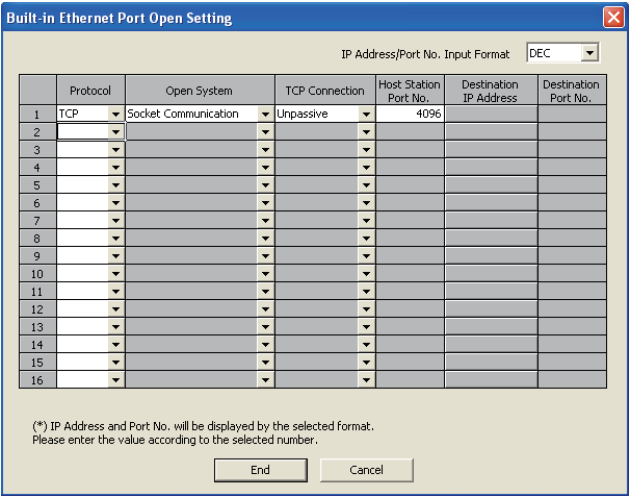 Built-in Ethernet Port Open Setting
IP Address/Port No. Input Format DEC
Protocol Open System TCP Connection Host Station Port No. Destination IP Address Destination Port No.
1 TCP Socket Communication Unpassive 4096
2
3
4
5
6
7
8
9
10
11
12
13
14
15
16
(*) IP Address and Port No. will be displayed by the selected format.
Please enter the value according to the selected number.
End Cancel